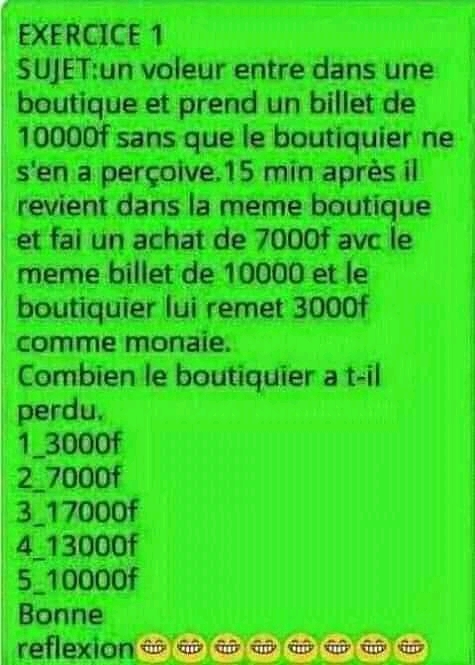 EXERCICE 1
SUJET:un voleur entre dans une
boutique et prend un billet de
10000f sans que le boutiquier ne
s'en a perçoive.15 min après il
revient dans la meme boutique
et fai un achat de 7000f avc le
meme billet de 10000 et le
boutiquier lui remet 3000f
comme monaie.
Combien le boutiquier a t-il
perdu.
1_3000f
2_7000f
3_17000f
4_13000f
5_10000f
Bonne
reflexion😁😁😁😁😁😁😁😁